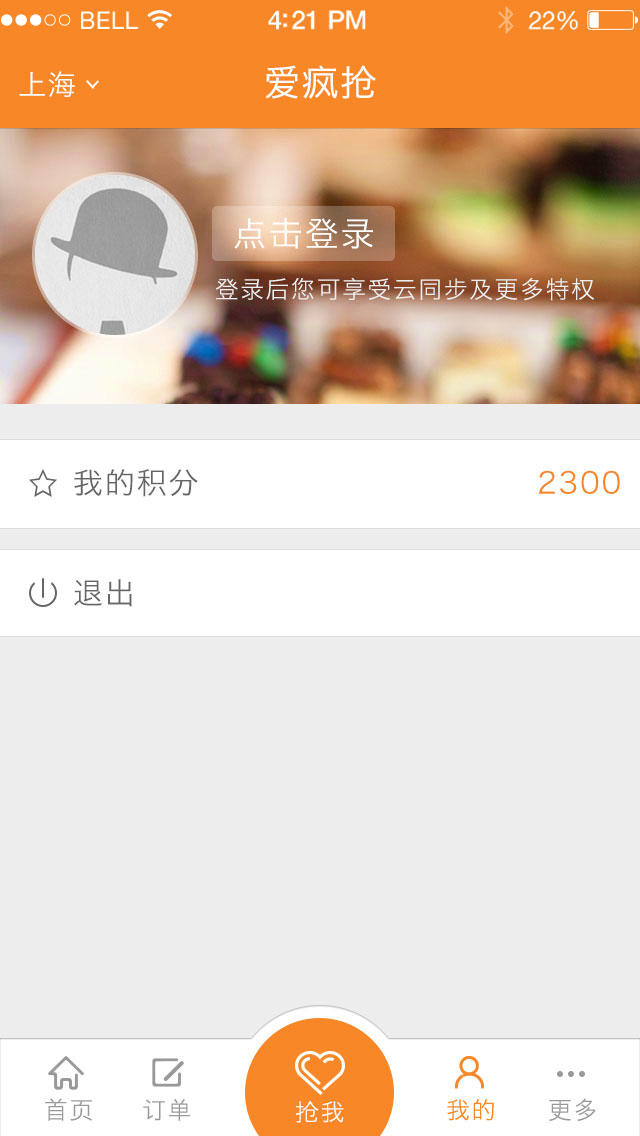 BELL 4:21 PM 22%
上海 爱疯抢
点击登录
登录后您可享受云同步及更多特权
我的积分 2300
退出
首页 订单 抢我 我的 更多